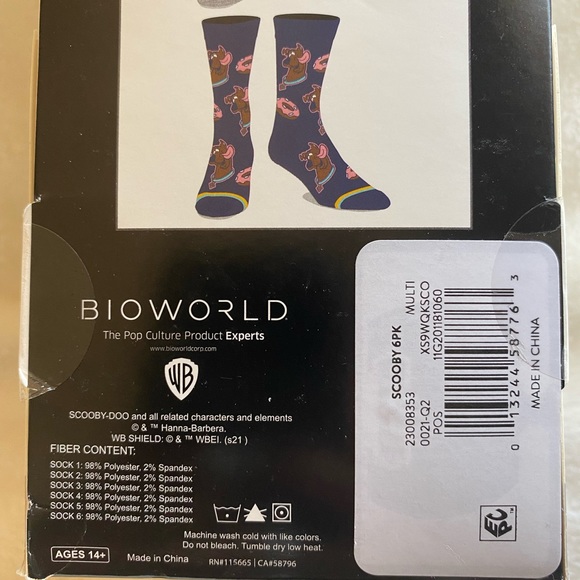 BIOWORLD
The Pop Culture Product Experts
www.bioworldcorp.com
WB
SCOOBY-DOO and all related characters and elements
© & ™ Hanna-Barbera.
WB SHIELD: © & ™ WBEI. (s21)
FIBER CONTENT:
SOCK 1: 98% Polyester, 2% Spandex
SOCK 2: 98% Polyester, 2% Spandex
SOCK 3: 98% Polyester, 2% Spandex
SOCK 4: 98% Polyester, 2% Spandex
SOCK 5: 98% Polyester, 2% Spandex
SOCK 6: 98% Polyester, 2% Spandex
Machine wash cold with like colors.
Do not bleach. Tumble dry low heat.
AGES 14+
Made in China
RN#115665 | CA#58796
SCOOBY 6PK MULTI
23008353 XS9WQKSCO
0021-Q2 11G201181060
POS
0 13244 58776 3
MADE IN CHINA
EPC